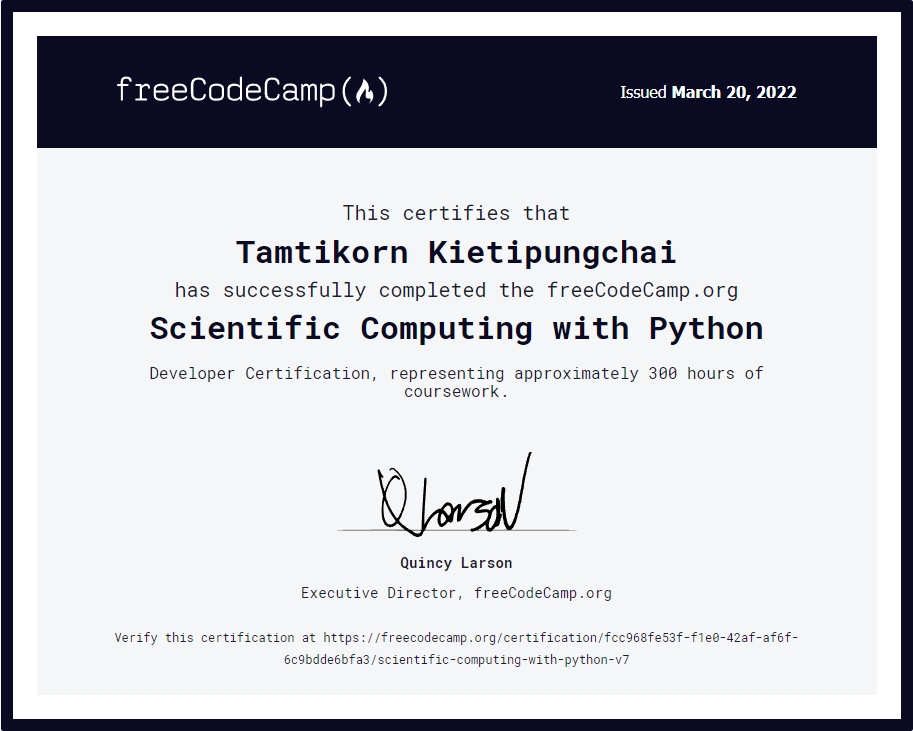 freeCodeCamp(🔥)
Issued March 20, 2022
This certifies that
Tamtikorn Kietipungchai
has successfully completed the freeCodeCamp.org
Scientific Computing with Python
Developer Certification, representing approximately 300 hours of
coursework.
Q Larson
Quincy Larson
Executive Director, freeCodeCamp.org
Verify this certification at https://freecodecamp.org/certification/fcc968fe53f-f1e0-42af-af6f-
6c9bdde6bfa3/scientific-computing-with-python-v7